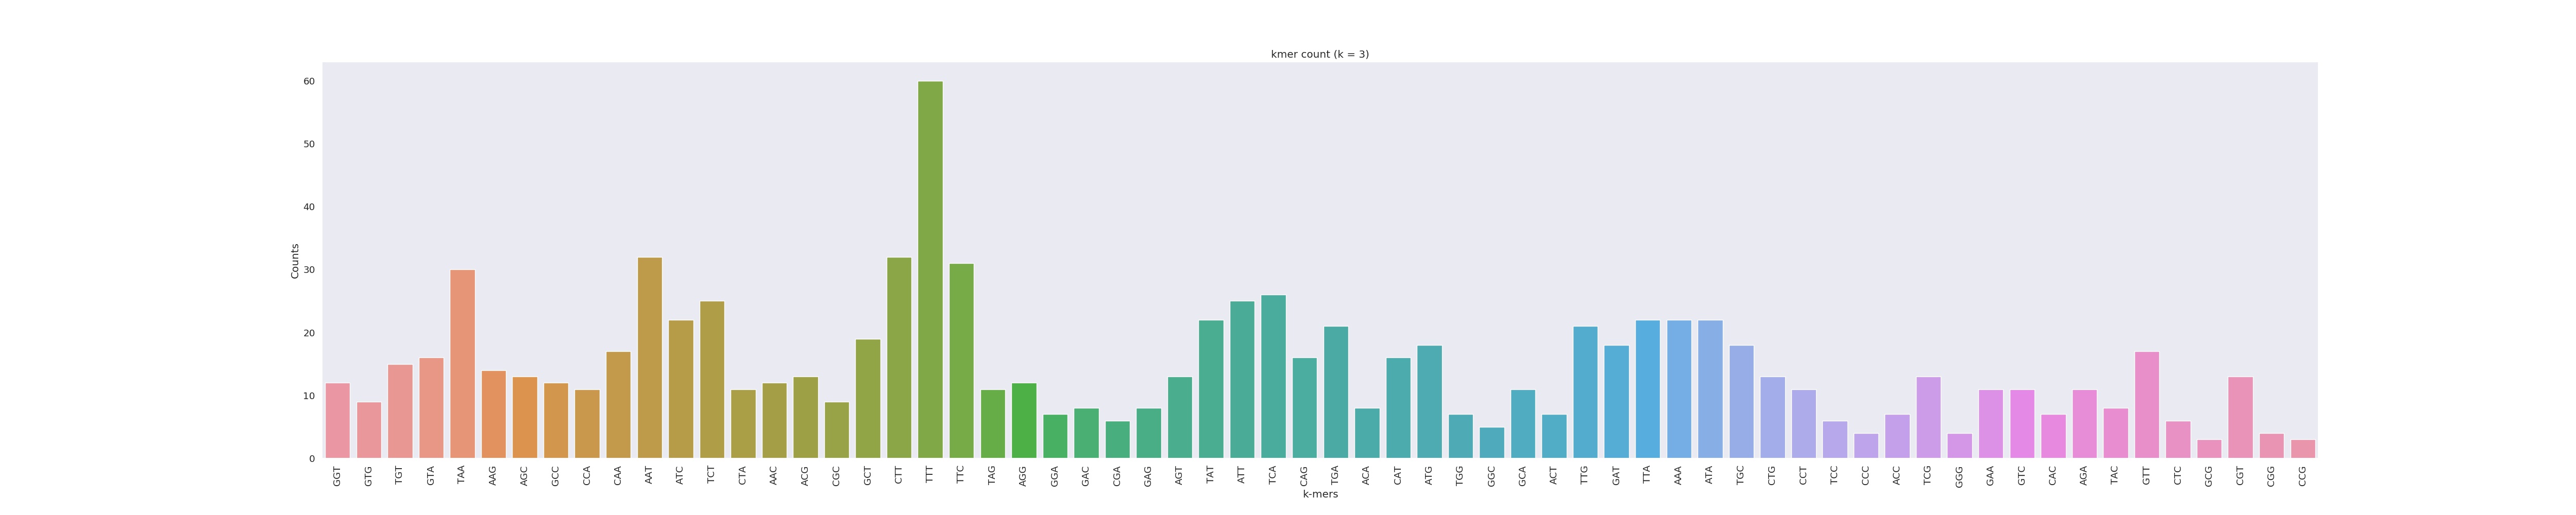 kmer count (k = 3)
60
50
40
30
20
10
0
Counts
GGT GTG TGT GTA TAA AAG AGC GCC CCA CAA AAT ATC TCT CTA AAC ACG CGC GCT CTT TTT TTC TAG AGG GGA GAC CGA GAG AGT TAT ATT TCA CAG TGA ACA CAT ATG TGG GGC GCA ACT TTG GAT TTA AAA ATA TGC CTG CCT TCC CCC ACC TCG GGG GAA GTC CAC AGA TAC GTT CTC GCG CGT CGG CCG
k-mers